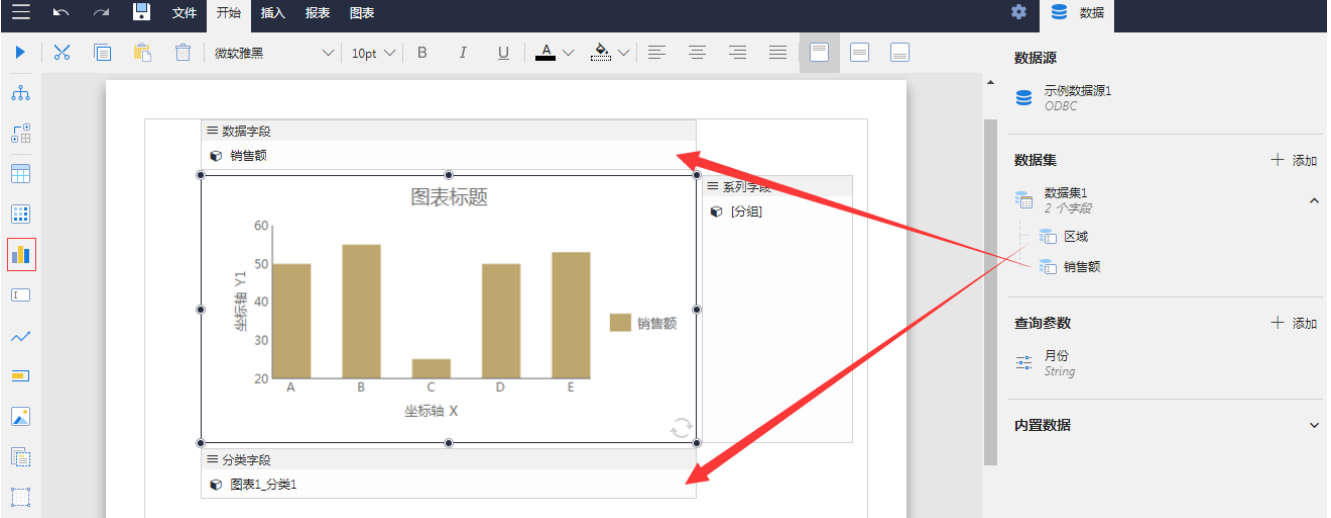 文件 开始 插入 报表 图表 数据
微软雅黑 10pt B I U A
数据源
示例数据源1
ODBC
数据集 添加
数据集1
2 个字段
区域
销售额
查询参数 添加
月份
String
内置数据
数据字段
销售额
图表标题
60
50
40
30
20
坐标轴 Y1
A B C D E
坐标轴 X
销售额
系列字段
[分组]
分类字段
图表1_分类1